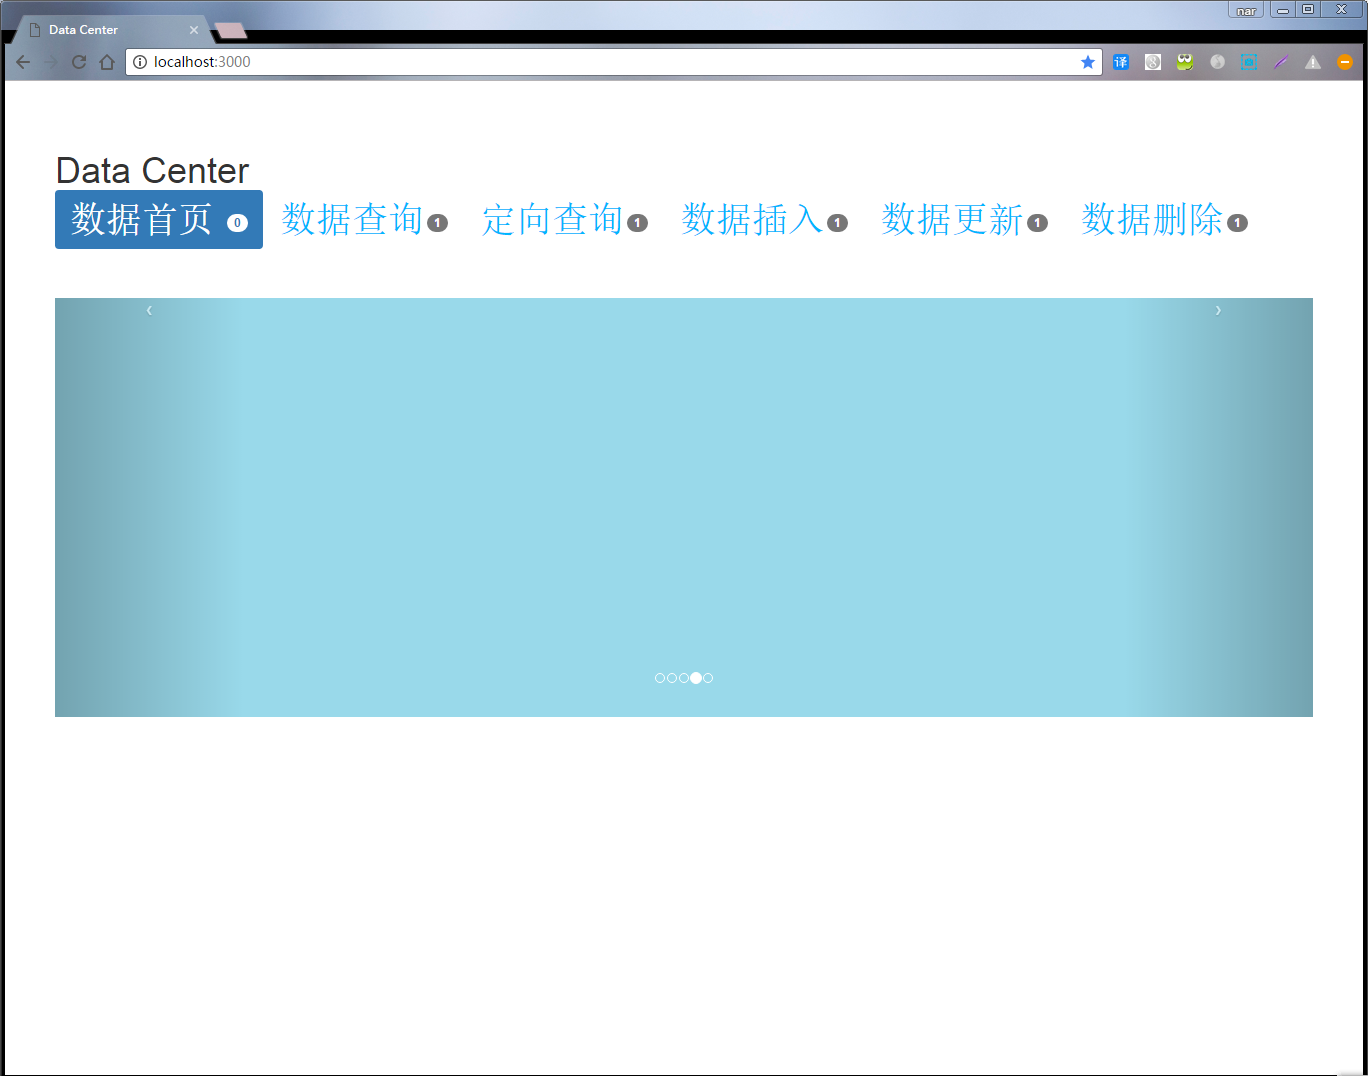 nar
Data Center
localhost:3000
译
Data Center
数据首页 0 数据查询 1 定向查询 1 数据插入 1 数据更新 1 数据删除 1
‹ ›